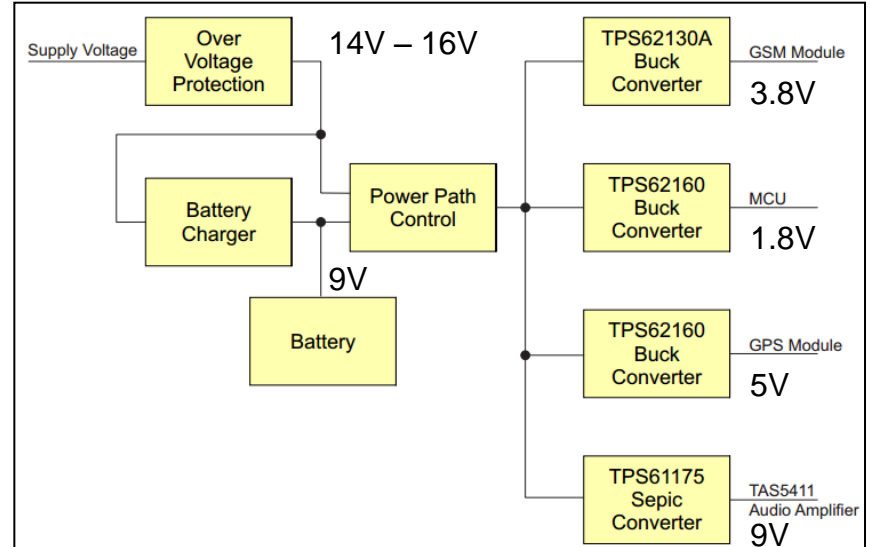 Supply Voltage
Over
Voltage
Protection
14V – 16V
Battery
Charger
Power Path
Control
9V
Battery
TPS62130A
Buck
Converter
GSM Module
3.8V
TPS62160
Buck
Converter
MCU
1.8V
TPS62160
Buck
Converter
GPS Module
5V
TPS61175
Sepic
Converter
TAS5411
Audio Amplifier
9V